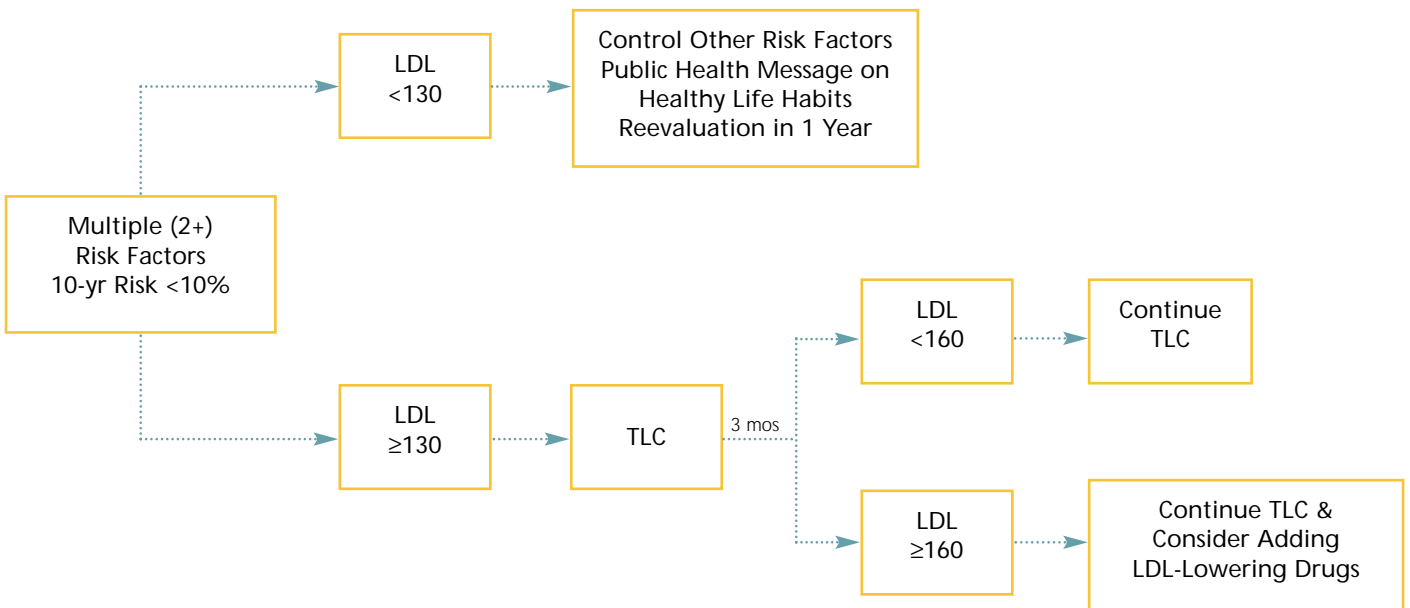 LDL
<130
Control Other Risk Factors
Public Health Message on
Healthy Life Habits
Reevaluation in 1 Year
Multiple (2+)
Risk Factors
10-yr Risk <10%
LDL
≥130
TLC
3 mos
LDL
<160
Continue
TLC
LDL
≥160
Continue TLC &
Consider Adding
LDL-Lowering Drugs